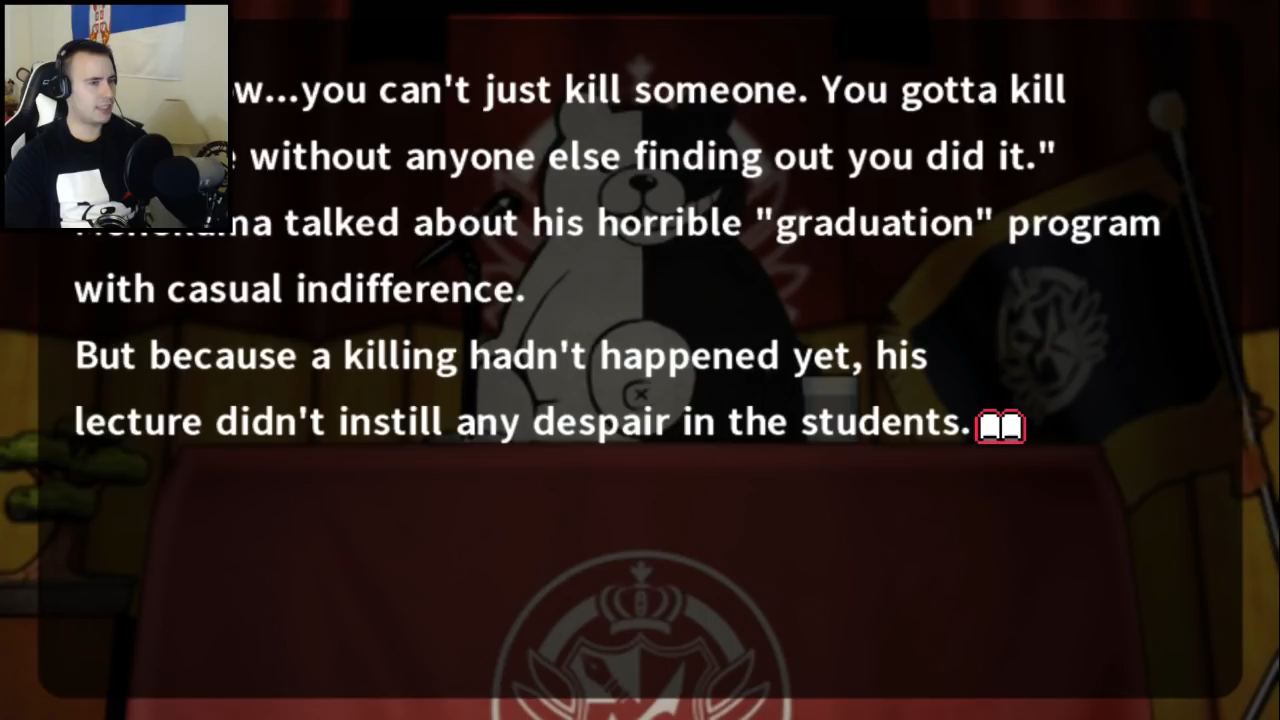 can't just kill someone. You gotta kill
without anyone else finding out you did it."
talked about his horrible "graduation" program
with casual indifference.
But because a killing hadn't happened yet, his
lecture didn't instill any despair in the students.